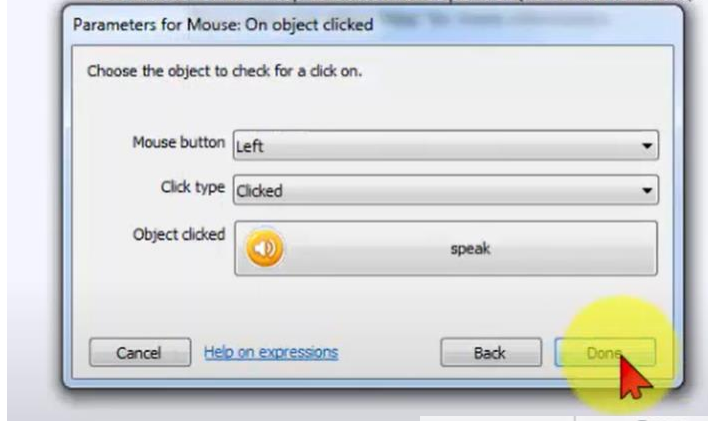 Parameters for Mouse: On object clicked
Choose the object to check for a click on.
Mouse button Left
Click type Clicked
Object clicked speak
Cancel Help on expressions Back Done